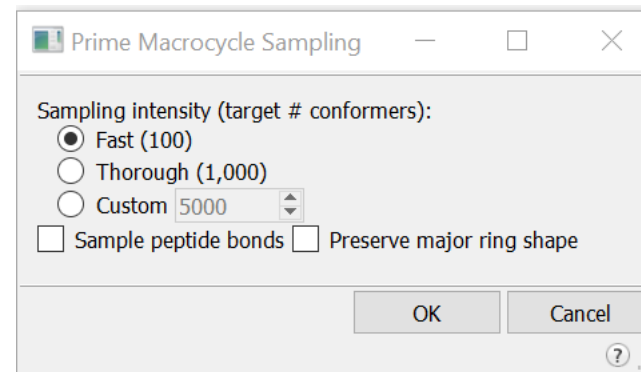 Prime Macrocycle Sampling
Sampling intensity (target # conformers):
Fast (100)
Thorough (1,000)
Custom 5000
Sample peptide bonds Preserve major ring shape
OK Cancel
?